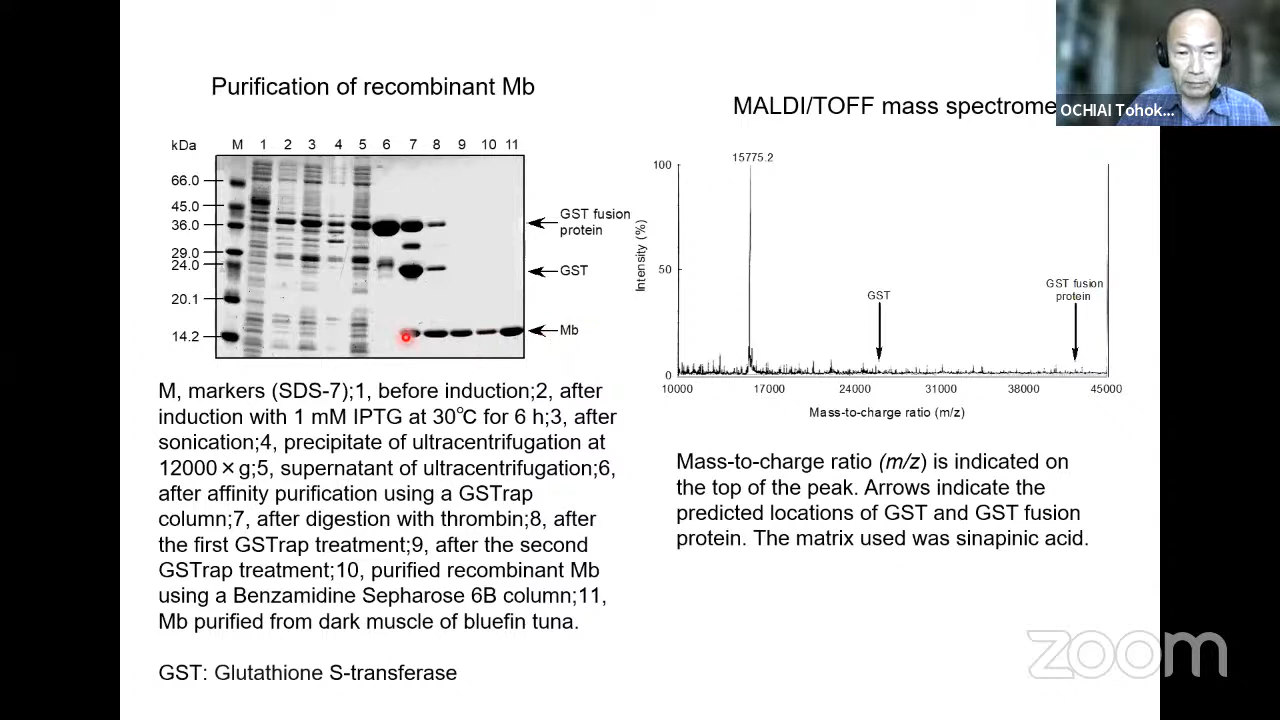 Purification of recombinant Mb
kDa M 1 2 3 4 5 6 7 8 9 10 11
66.0
45.0
36.0
29.0
24.0
20.1
14.2
GST fusion
protein
GST
Mb
M, markers (SDS-7);1, before induction;2, after
induction with 1 mM IPTG at 30℃ for 6 h;3, after
sonication;4, precipitate of ultracentrifugation at
12000×g;5, supernatant of ultracentrifugation;6,
after affinity purification using a GSTrap
column;7, after digestion with thrombin;8, after
the first GSTrap treatment;9, after the second
GSTrap treatment;10, purified recombinant Mb
using a Benzamidine Sepharose 6B column;11,
Mb purified from dark muscle of bluefin tuna.
GST: Glutathione S-transferase
MALDI/TOFF mass spectrome
OCHIAI Tohok...
15775.2
100
50
0
Intensity (%)
GST
GST fusion
protein
10000 17000 24000 31000 38000 45000
Mass-to-charge ratio (m/z)
Mass-to-charge ratio (m/z) is indicated on
the top of the peak. Arrows indicate the
predicted locations of GST and GST fusion
protein. The matrix used was sinapinic acid.
zoom